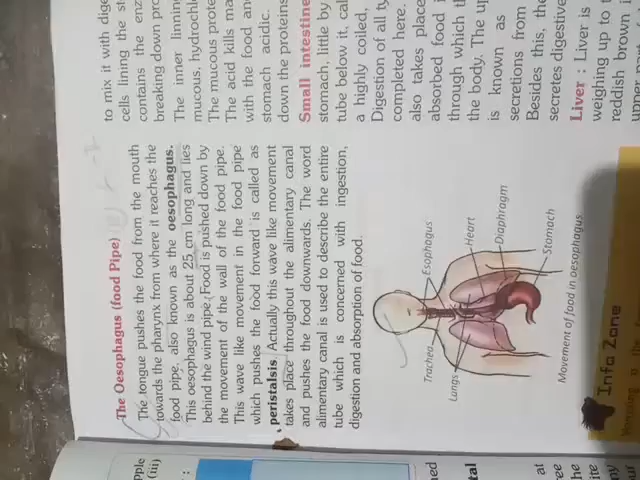 The Oesophagus (food Pipe)
The tongue pushes the food from the mouth
towards the pharynx from where it reaches the
food pipe, also known as the oesophagus.
This oesophagus is about 25 cm long and lies
behind the wind pipe. Food is pushed down by
the movement of the wall of the food pipe.
This wave like movement in the food pipe
which pushes the food forward is called as
peristalsis. Actually this wave like movement
takes place throughout the alimentary canal
and pushes the food downwards. The word
alimentary canal is used to describe the entire
tube which is concerned with ingestion,
digestion and absorption of food.
Trachea
Esophagus
Lungs
Heart
Diaphragm
Stomach
Movement of food in oesophagus
Info Zone
to mix it with dige
cells lining the st
contains the enz
breaking down pro
The inner linning
mucous, hydrochlo
The mucous prote
The acid kills ma
with the food and
stomach acidic.
down the proteins
Small intestine
stomach, little by
tube below it, cal
a highly coiled,
Digestion of all ty
completed here.
also takes place
absorbed food i
through which th
the body. The up
is known as
secretions from
Besides this, the
secretes digestive
Liver : Liver is
weighing up to
reddish brown i
(iii)